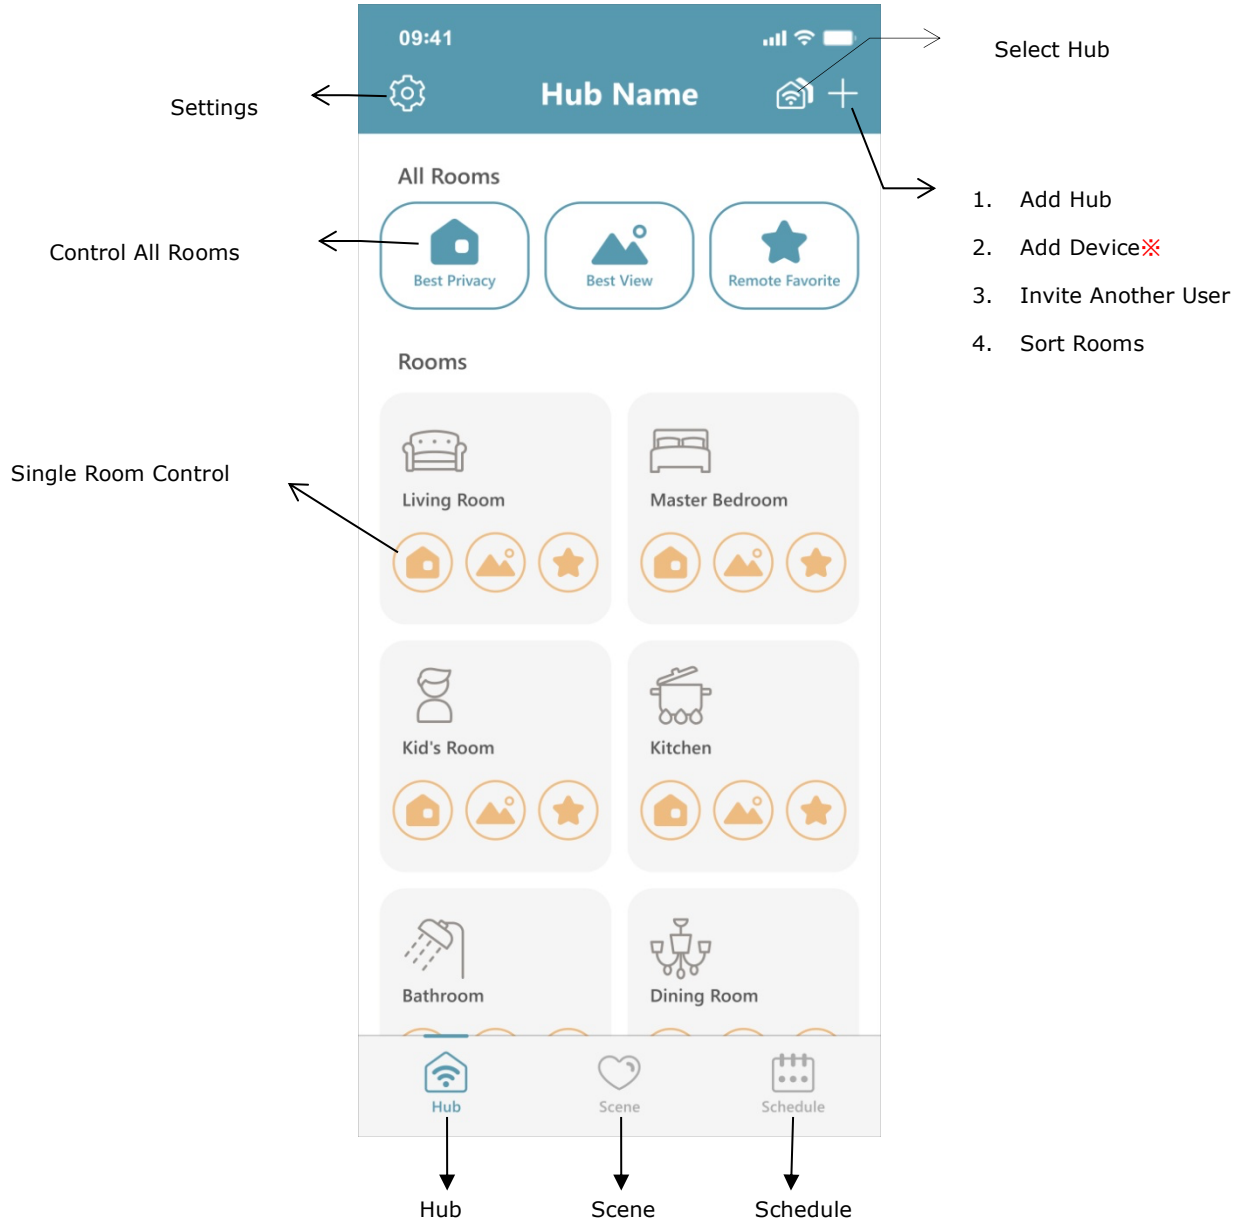 09:41
Select Hub
Settings
Hub Name
All Rooms
1. Add Hub
Control All Rooms
2. Add Device※
Best Privacy
Best View
Remote Favorite
3. Invite Another User
4. Sort Rooms
Rooms
Single Room Control
Living Room
Master Bedroom
Kid's Room
Kitchen
Bathroom
Dining Room
Hub
Scene
Schedule
Hub
Scene
Schedule